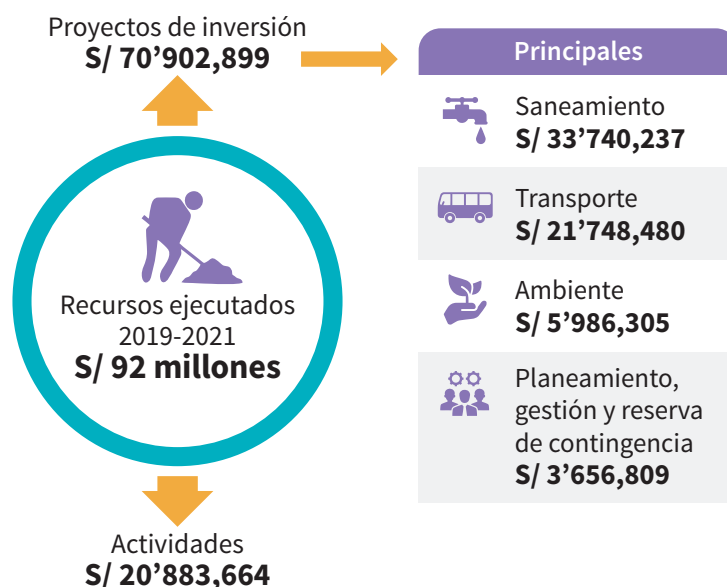 Proyectos de inversión
S/ 70’902,899
Principales
Saneamiento
S/ 33’740,237
Transporte
S/ 21’748,480
Ambiente
S/ 5’986,305
Planeamiento,
gestión y reserva
de contingencia
S/ 3’656,809
Recursos ejecutados
2019-2021
S/ 92 millones
Actividades
S/ 20’883,664